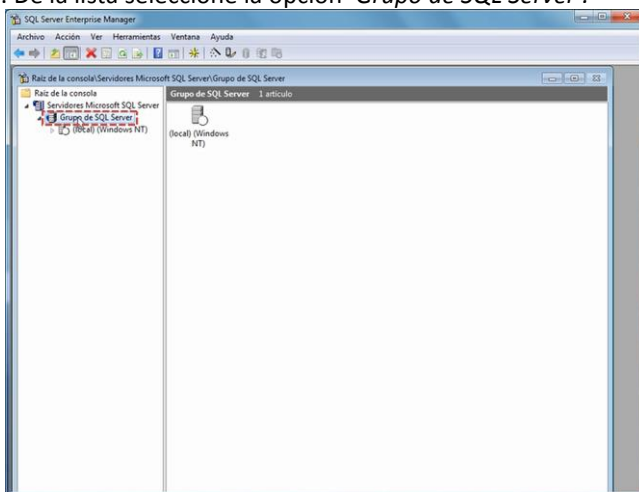 . De la lista seleccione la opción "Grupo de SQL Server".
SQL Server Enterprise Manager
Archivo Acción Ver Herramientas Ventana Ayuda
Raíz de la consola\Servidores Microsoft SQL Server\Grupo de SQL Server
Raíz de la consola
Servidores Microsoft SQL Server
Grupo de SQL Server
(local) (Windows NT)
Grupo de SQL Server 1 artículo
(local) (Windows
NT)